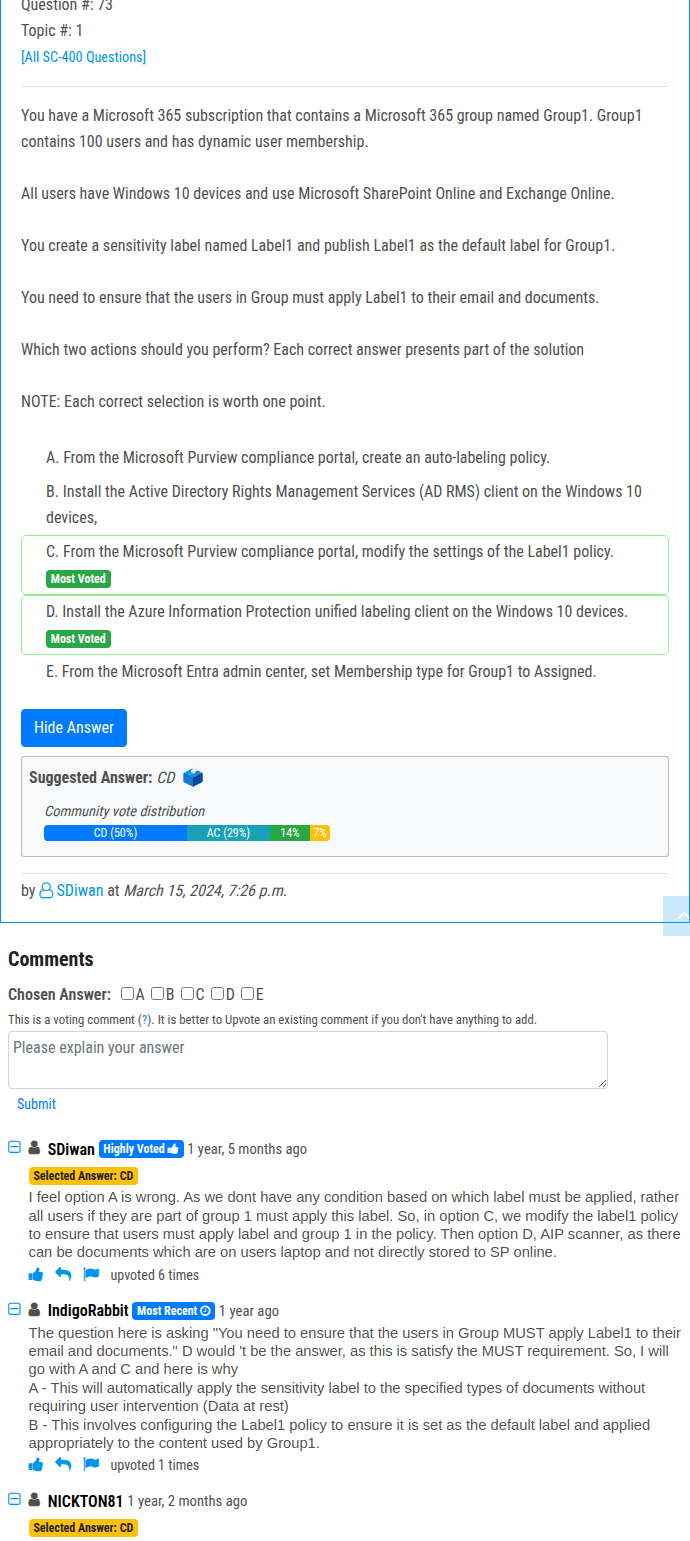 Question #: 73
Topic #: 1
[All SC-400 Questions]
You have a Microsoft 365 subscription that contains a Microsoft 365 group named Group1. Group1
contains 100 users and has dynamic user membership.
All users have Windows 10 devices and use Microsoft SharePoint Online and Exchange Online.
You create a sensitivity label named Label1 and publish Label1 as the default label for Group1.
You need to ensure that the users in Group must apply Label1 to their email and documents.
Which two actions should you perform? Each correct answer presents part of the solution
NOTE: Each correct selection is worth one point.
A. From the Microsoft Purview compliance portal, create an auto-labeling policy.
B. Install the Active Directory Rights Management Services (AD RMS) client on the Windows 10
devices,
C. From the Microsoft Purview compliance portal, modify the settings of the Label1 policy.
Most Voted
D. Install the Azure Information Protection unified labeling client on the Windows 10 devices.
Most Voted
E. From the Microsoft Entra admin center, set Membership type for Group1 to Assigned.
Hide Answer
Suggested Answer: CD
Community vote distribution
CD (50%) AC (29%) 14% 7%
by SDiwan at March 15, 2024, 7:26 p.m.
Comments
Chosen Answer: A B C D E
This is a voting comment (?). It is better to Upvote an existing comment if you don't have anything to add.
Please explain your answer
Submit
SDiwan Highly Voted 1 year, 5 months ago
Selected Answer: CD
I feel option A is wrong. As we dont have any condition based on which label must be applied, rather
all users if they are part of group 1 must apply this label. So, in option C, we modify the label1 policy
to ensure that users must apply label and group 1 in the policy. Then option D, AIP scanner, as there
can be documents which are on users laptop and not directly stored to SP online.
upvoted 6 times
IndigoRabbit Most Recent 1 year ago
The question here is asking "You need to ensure that the users in Group MUST apply Label1 to their
email and documents." D would 't be the answer, as this is satisfy the MUST requirement. So, I will
go with A and C and here is why
A - This will automatically apply the sensitivity label to the specified types of documents without
requiring user intervention (Data at rest)
B - This involves configuring the Label1 policy to ensure it is set as the default label and applied
appropriately to the content used by Group1.
upvoted 1 times
NICKTON81 1 year, 2 months ago
Selected Answer: CD